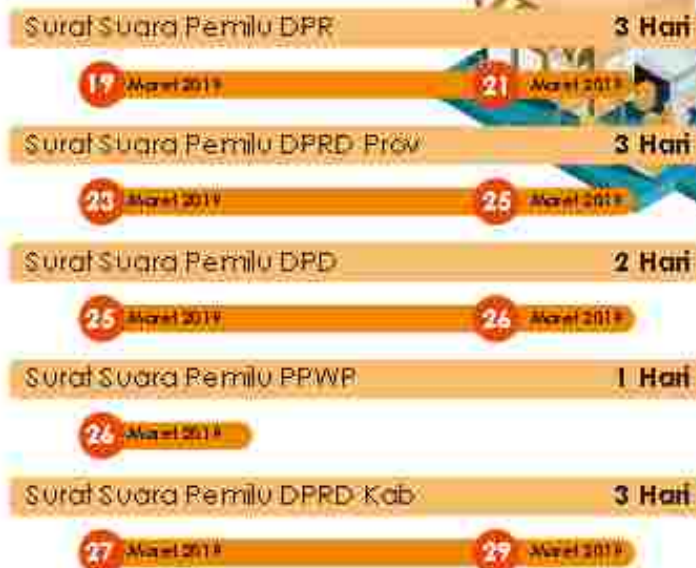 Surat Suara Pemilu DPR 3 Hari
19 Maret 2019 21 Maret 2019
Surat Suara Pemilu DPRD Prov 3 Hari
23 Maret 2019 25 Maret 2019
Surat Suara Pemilu DPD 2 Hari
25 Maret 2019 26 Maret 2019
Surat Suara Pemilu PPWP 1 Hari
26 Maret 2019
Surat Suara Pemilu DPRD Kab 3 Hari
27 Maret 2019 29 Maret 2019